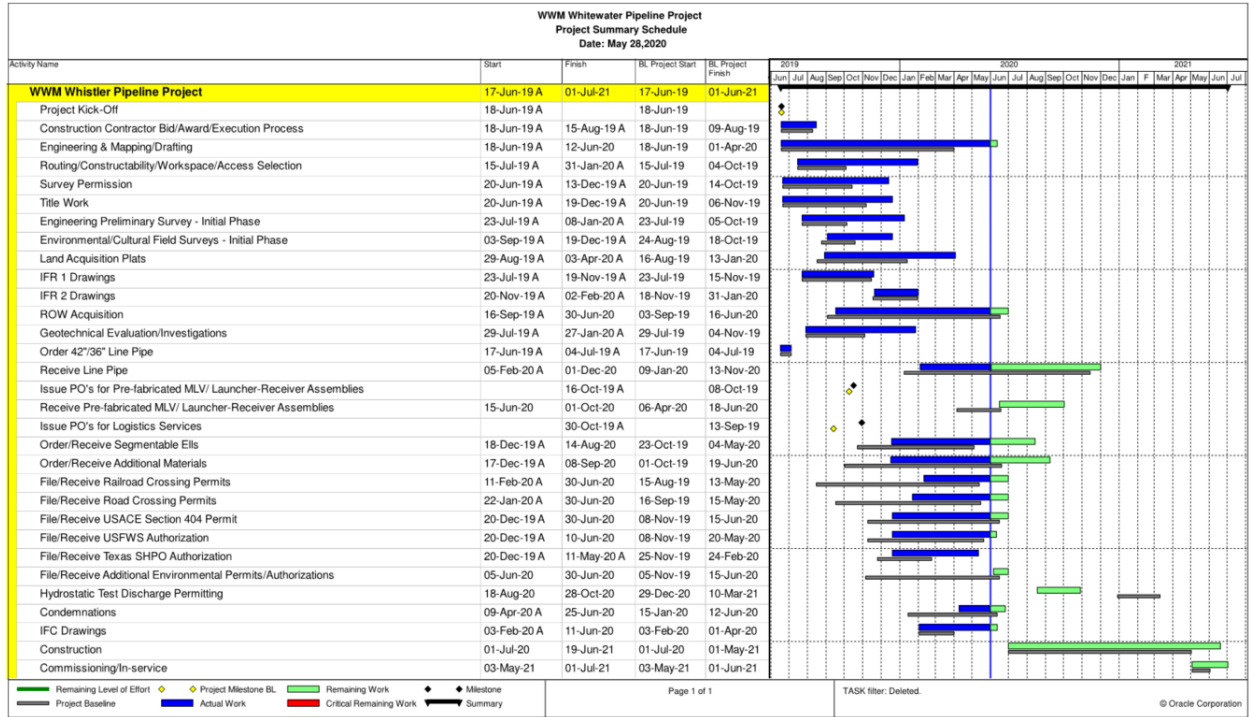 WWM Whitewater Pipeline Project
Project Summary Schedule
Date: May 28,2020
Activity Name Start Finish BL Project Start BL Project Finish 2019 2020 2021
Jun Jul Aug Sep Oct Nov Dec Jan Feb Mar Apr May Jun Jul Aug Sep Oct Nov Dec Jan F Mar Apr May Jun Jul
WWM Whistler Pipeline Project 17-Jun-19 A 01-Jul-21 17-Jun-19 01-Jun-21
Project Kick-Off 18-Jun-19 A 18-Jun-19
Construction Contractor Bid/Award/Execution Process 18-Jun-19 A 15-Aug-19 A 18-Jun-19 09-Aug-19
Engineering & Mapping/Drafting 18-Jun-19 A 12-Jun-20 18-Jun-19 01-Apr-20
Routing/Constructability/Workspace/Access Selection 15-Jul-19 A 31-Jan-20 A 15-Jul-19 04-Oct-19
Survey Permission 20-Jun-19 A 13-Dec-19 A 20-Jun-19 14-Oct-19
Title Work 20-Jun-19 A 19-Dec-19 A 20-Jun-19 06-Nov-19
Engineering Preliminary Survey - Initial Phase 23-Jul-19 A 08-Jan-20 A 23-Jul-19 05-Oct-19
Environmental/Cultural Field Surveys - Initial Phase 03-Sep-19 A 19-Dec-19 A 24-Aug-19 18-Oct-19
Land Acquisition Plats 29-Aug-19 A 03-Apr-20 A 16-Aug-19 13-Jan-20
IFR 1 Drawings 23-Jul-19 A 19-Nov-19 A 23-Jul-19 15-Nov-19
IFR 2 Drawings 20-Nov-19 A 02-Feb-20 A 18-Nov-19 31-Jan-20
ROW Acquisition 16-Sep-19 A 30-Jun-20 03-Sep-19 16-Jun-20
Geotechnical Evaluation/Investigations 29-Jul-19 A 27-Jan-20 A 29-Jul-19 04-Nov-19
Order 42"/36" Line Pipe 17-Jun-19 A 04-Jul-19 A 17-Jun-19 04-Jul-19
Receive Line Pipe 05-Feb-20 A 01-Dec-20 09-Jan-20 13-Nov-20
Issue PO's for Pre-fabricated MLV/ Launcher-Receiver Assemblies 16-Oct-19 A 08-Oct-19
Receive Pre-fabricated MLV/ Launcher-Receiver Assemblies 15-Jun-20 01-Oct-20 06-Apr-20 18-Jun-20
Issue PO's for Logistics Services 30-Oct-19 A 13-Sep-19
Order/Receive Segmentable Ells 18-Dec-19 A 14-Aug-20 23-Oct-19 04-May-20
Order/Receive Additional Materials 17-Dec-19 A 08-Sep-20 01-Oct-19 19-Jun-20
File/Receive Railroad Crossing Permits 11-Feb-20 A 30-Jun-20 15-Aug-19 13-May-20
File/Receive Road Crossing Permits 22-Jan-20 A 30-Jun-20 16-Sep-19 15-May-20
File/Receive USACE Section 404 Permit 20-Dec-19 A 30-Jun-20 08-Nov-19 15-Jun-20
File/Receive USFWS Authorization 20-Dec-19 A 10-Jun-20 08-Nov-19 20-May-20
File/Receive Texas SHPO Authorization 20-Dec-19 A 11-May-20 A 25-Nov-19 24-Feb-20
File/Receive Additional Environmental Permits/Authorizations 05-Jun-20 30-Jun-20 05-Nov-19 15-Jun-20
Hydrostatic Test Discharge Permitting 18-Aug-20 28-Oct-20 29-Dec-20 10-Mar-21
Condemnations 09-Apr-20 A 25-Jun-20 15-Jan-20 12-Jun-20
IFC Drawings 03-Feb-20 A 11-Jun-20 03-Feb-20 01-Apr-20
Construction 01-Jul-20 19-Jun-21 01-Jul-20 01-May-21
Commissioning/In-service 03-May-21 01-Jul-21 03-May-21 01-Jun-21
Remaining Level of Effort Project Milestone BL Remaining Work Milestone Page 1 of 1 TASK filter: Deleted.
Project Baseline Actual Work Critical Remaining Work Summary © Oracle Corporation